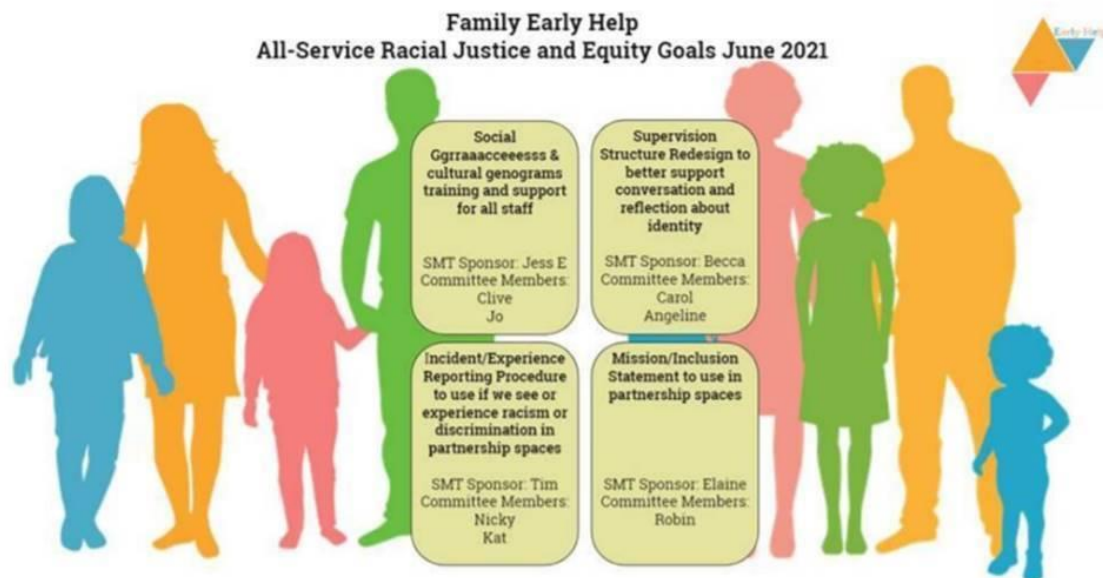 Family Early Help
All-Service Racial Justice and Equity Goals June 2021
Early Help
Social
Ggrraaacceeesss &
cultural genograms
training and support
for all staff
SMT Sponsor: Jess E
Committee Members:
Clive
Jo
Supervision
Structure Redesign to
better support
conversation and
reflection about
identity
SMT Sponsor: Becca
Committee Members:
Carol
Angeline
Incident/Experience
Reporting Procedure
to use if we see or
experience racism or
discrimination in
partnership spaces
SMT Sponsor: Tim
Committee Members:
Nicky
Kat
Mission/Inclusion
Statement to use in
partnership spaces
SMT Sponsor: Elaine
Committee Members:
Robin